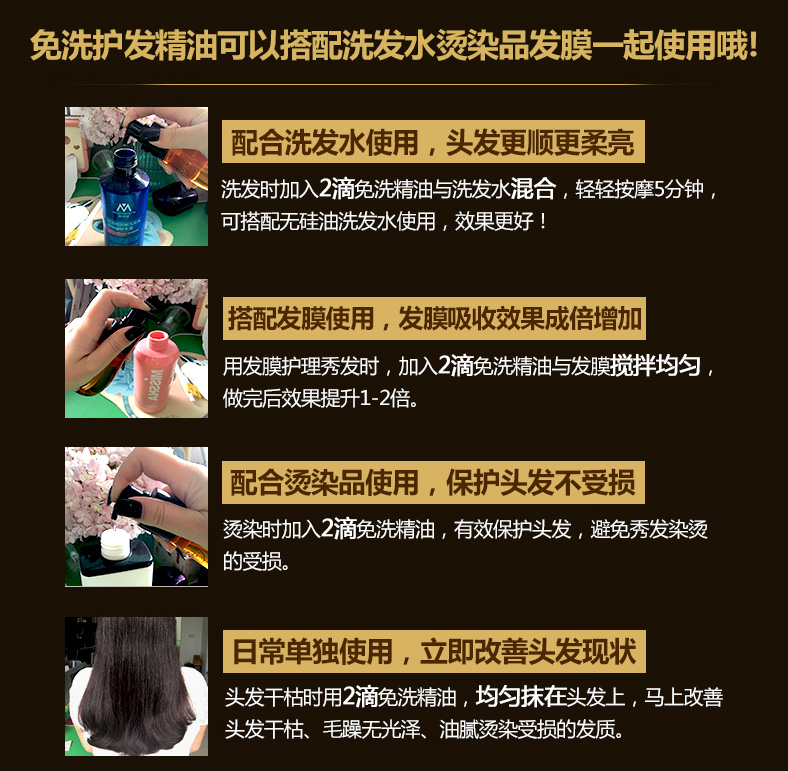 免洗护发精油可以搭配洗发水烫染品发膜一起使用哦!
配合洗发水使用，头发更顺更柔亮
洗发时加入2滴免洗精油与洗发水混合，轻轻按摩5分钟，
可搭配无硅油洗发水使用，效果更好！
搭配发膜使用，发膜吸收效果成倍增加
用发膜护理秀发时，加入2滴免洗精油与发膜搅拌均匀，
做完后效果提升1-2倍。
MISSNA
配合烫染品使用，保护头发不受损
烫染时加入2滴免洗精油，有效保护头发，避免秀发染烫
的受损。
日常单独使用，立即改善头发现状
头发干枯时用2滴免洗精油，均匀抹在头发上，马上改善
头发干枯、毛躁无光泽、油腻烫染受损的发质。